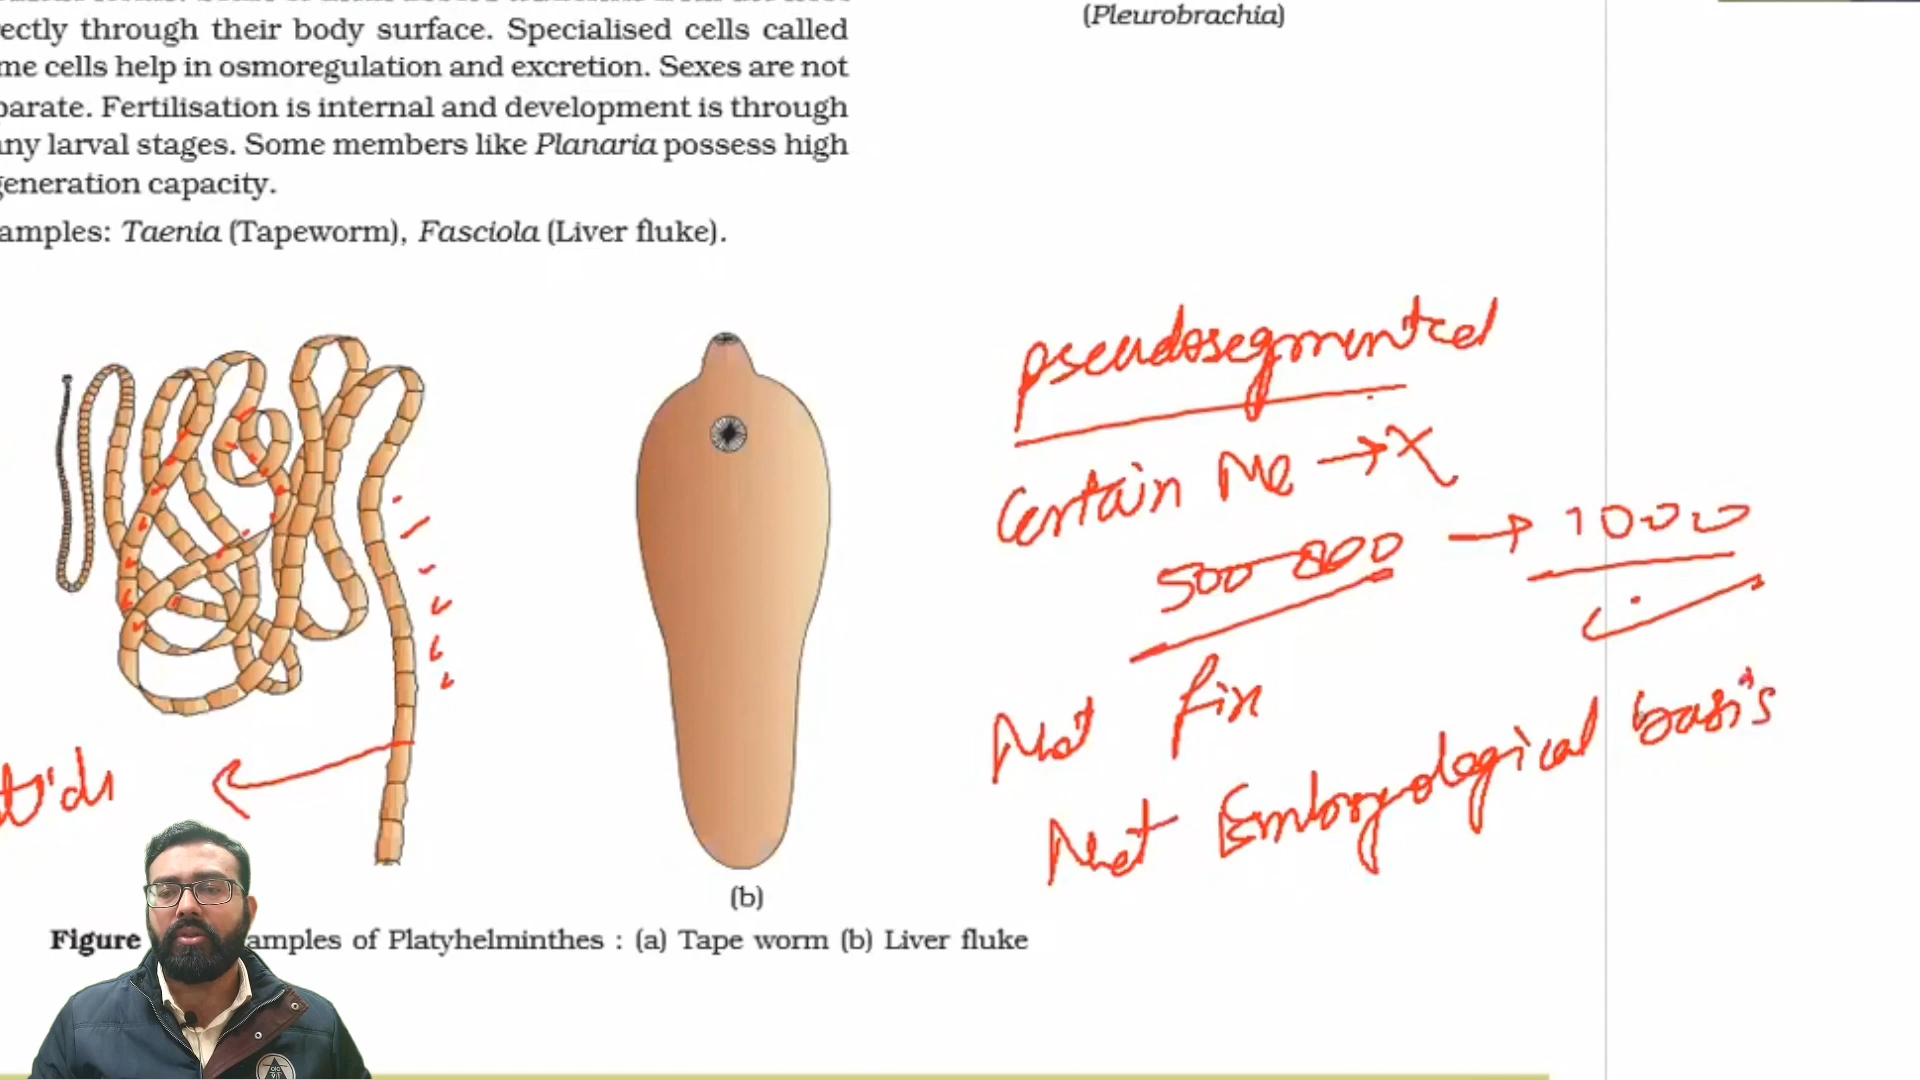 (Pleurobrachia)
ectly through their body surface. Specialised cells called
me cells help in osmoregulation and excretion. Sexes are not
parate. Fertilisation is internal and development is through
ny larval stages. Some members like Planaria possess high
generation capacity.
amples: Taenia (Tapeworm), Fasciola (Liver fluke).
pseudosegmented
Certain → X
500-800 → 1000
Not fix
Not Embryological basis
(b)
Figure amples of Platyhelminthes : (a) Tape worm (b) Liver fluke